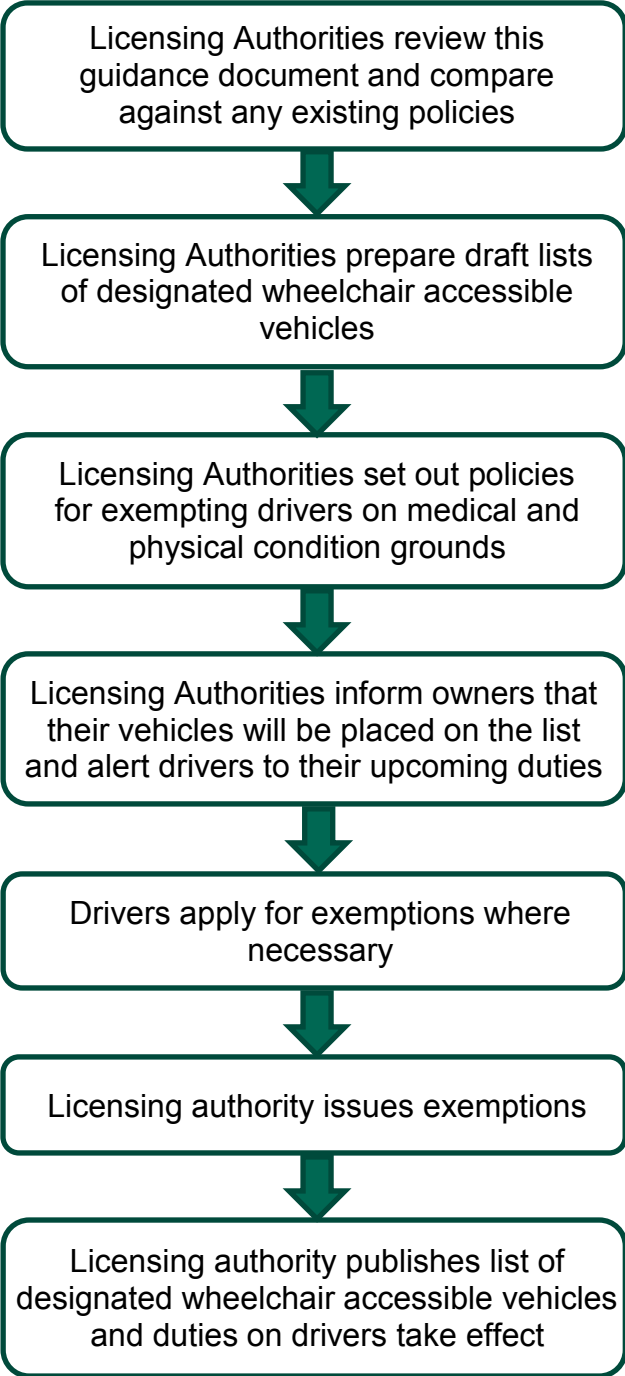 Licensing Authorities review this
guidance document and compare
against any existing policies
Licensing Authorities prepare draft lists
of designated wheelchair accessible
vehicles
Licensing Authorities set out policies
for exempting drivers on medical and
physical condition grounds
Licensing Authorities inform owners that
their vehicles will be placed on the list
and alert drivers to their upcoming duties
Drivers apply for exemptions where
necessary
Licensing authority issues exemptions
Licensing authority publishes list of
designated wheelchair accessible vehicles
and duties on drivers take effect